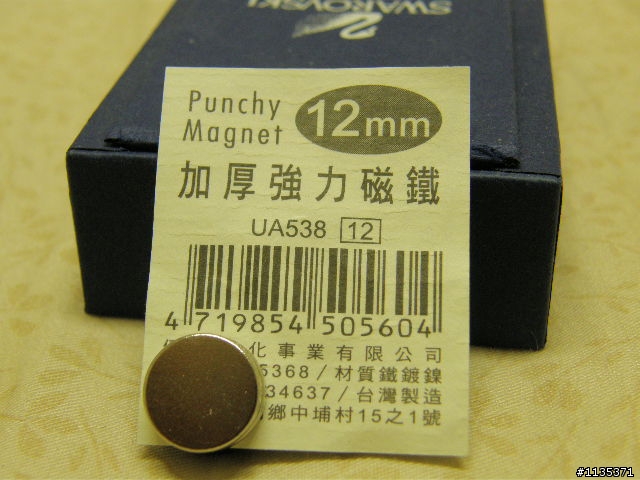 SWAROVSKI
Punchy
Magnet
12mm
加厚強力磁鐵
UA538 12
4 719854 505604
化事業有限公司
5368/材質鐵鍍鎳
34637/台灣製造
鄉中埔村15之1號
#1135371